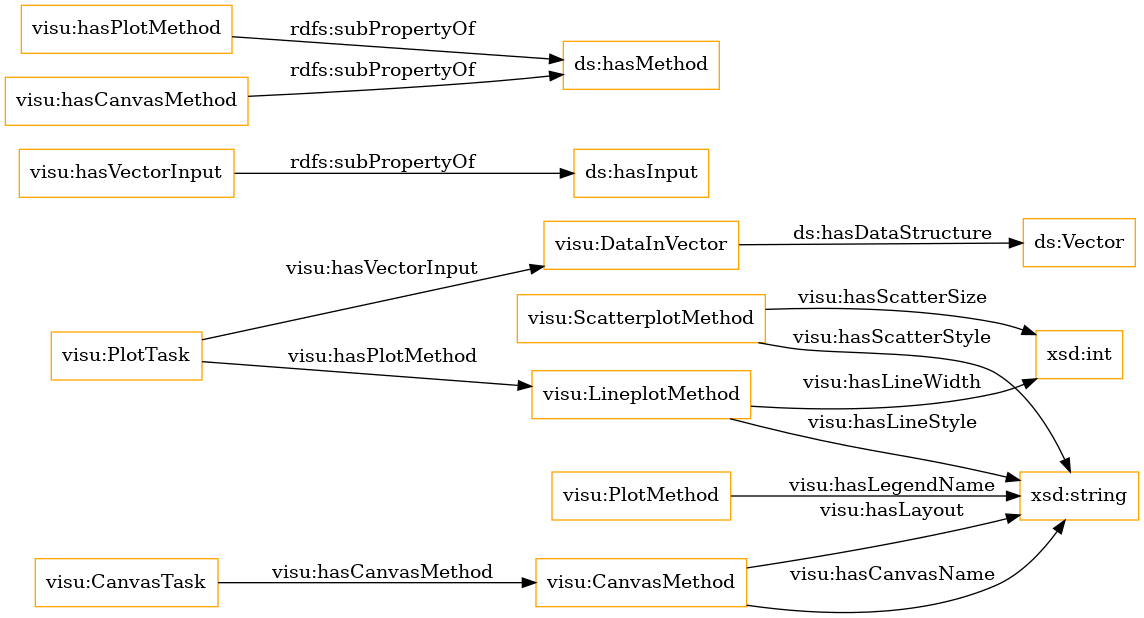 visu:hasPlotMethod
rdfs:subPropertyOf
ds:hasMethod
rdfs:subPropertyOf
visu:hasCanvasMethod
visu:hasVectorInput
rdfs:subPropertyOf
ds:hasInput
visu:DataInVector
ds:hasDataStructure
ds:Vector
visu:hasVectorInput
visu:ScatterplotMethod
visu:hasScatterSize
visu:hasScatterStyle
xsd:int
visu:PlotTask
visu:hasPlotMethod
visu:LineplotMethod
visu:hasLineWidth
visu:hasLineStyle
visu:PlotMethod
visu:hasLegendName
xsd:string
visu:hasLayout
visu:CanvasTask
visu:hasCanvasMethod
visu:CanvasMethod
visu:hasCanvasName